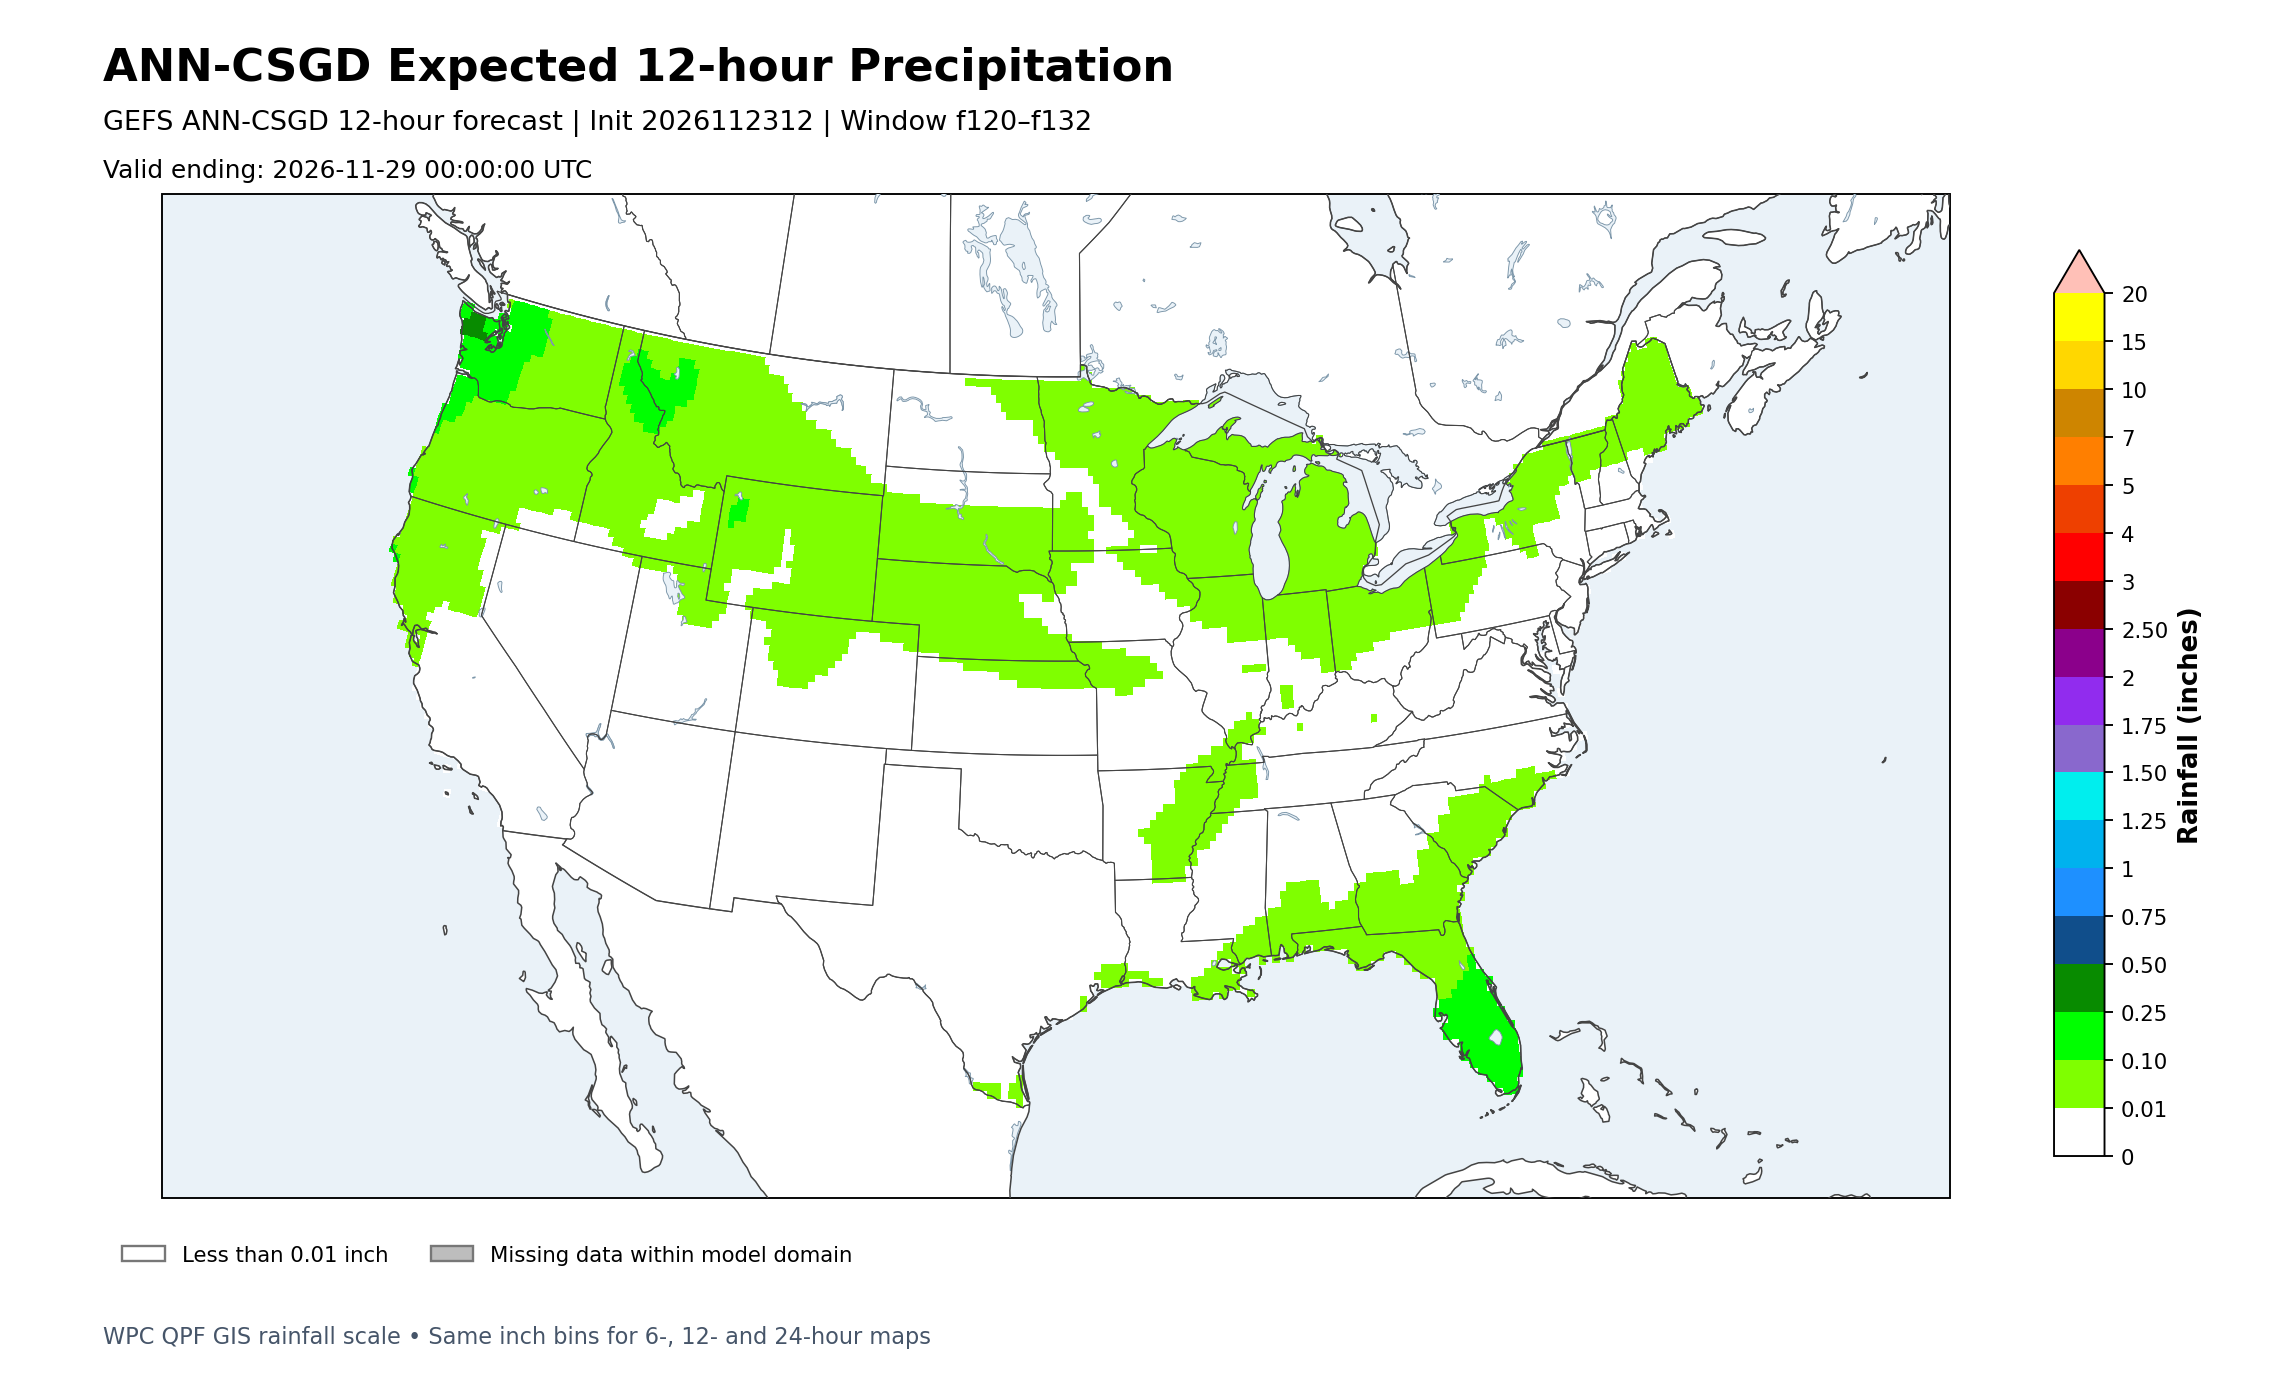 ANN-CSGD Expected 12-hour Precipitation
GEFS ANN-CSGD 12-hour forecast | Init 2026112312 | Window f120–f132
Valid ending: 2026-11-29 00:00:00 UTC
20
15
10
7
5
4
3
2.50
2
1.75
1.50
1.25
1
0.75
0.50
0.25
0.10
0.01
0
Rainfall (inches)
Less than 0.01 inch
Missing data within model domain
WPC QPF GIS rainfall scale • Same inch bins for 6-, 12- and 24-hour maps